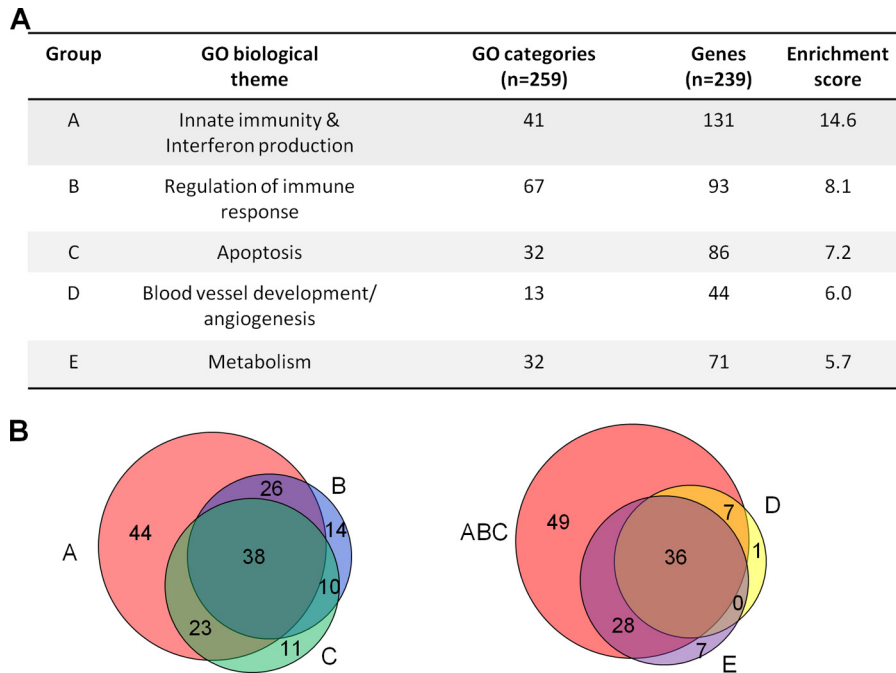 A
Group GO biological theme GO categories (n=259) Genes (n=239) Enrichment score
A Innate immunity & Interferon production 41 131 14.6
B Regulation of immune response 67 93 8.1
C Apoptosis 32 86 7.2
D Blood vessel development/ angiogenesis 13 44 6.0
E Metabolism 32 71 5.7
B
A 44 26 B 14
38 10
23 11 C
ABC 49 7 D 1
36 0
28 7 E